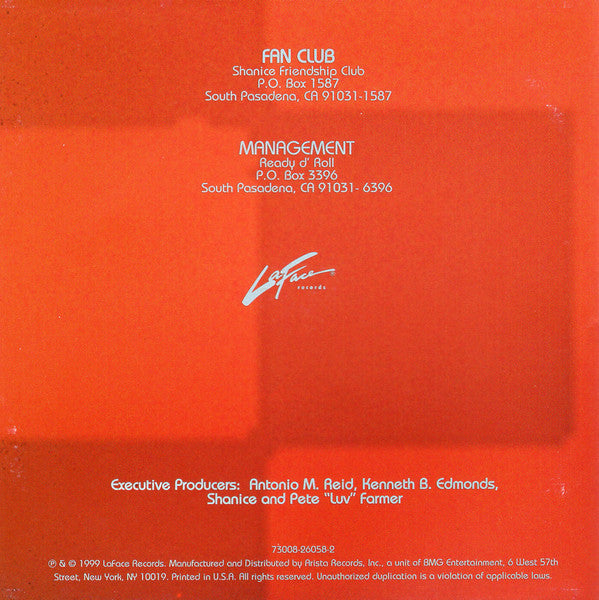 FAN CLUB
Shanice Friendship Club
P.O. Box 1587
South Pasadena, CA 91031-1587
MANAGEMENT
Ready d' Roll
P.O. Box 3396
South Pasadena, CA 91031- 6396
LaFace®
records
Executive Producers: Antonio M. Reid, Kenneth B. Edmonds,
Shanice and Pete "Luv" Farmer
73008-26058-2
℗ & © 1999 LaFace Records. Manufactured and Distributed by Arista Records, Inc., a unit of BMG Entertainment, 6 West 57th
Street, New York, NY 10019. Printed in U.S.A. All rights reserved. Unauthorized duplication is a violation of applicable laws.